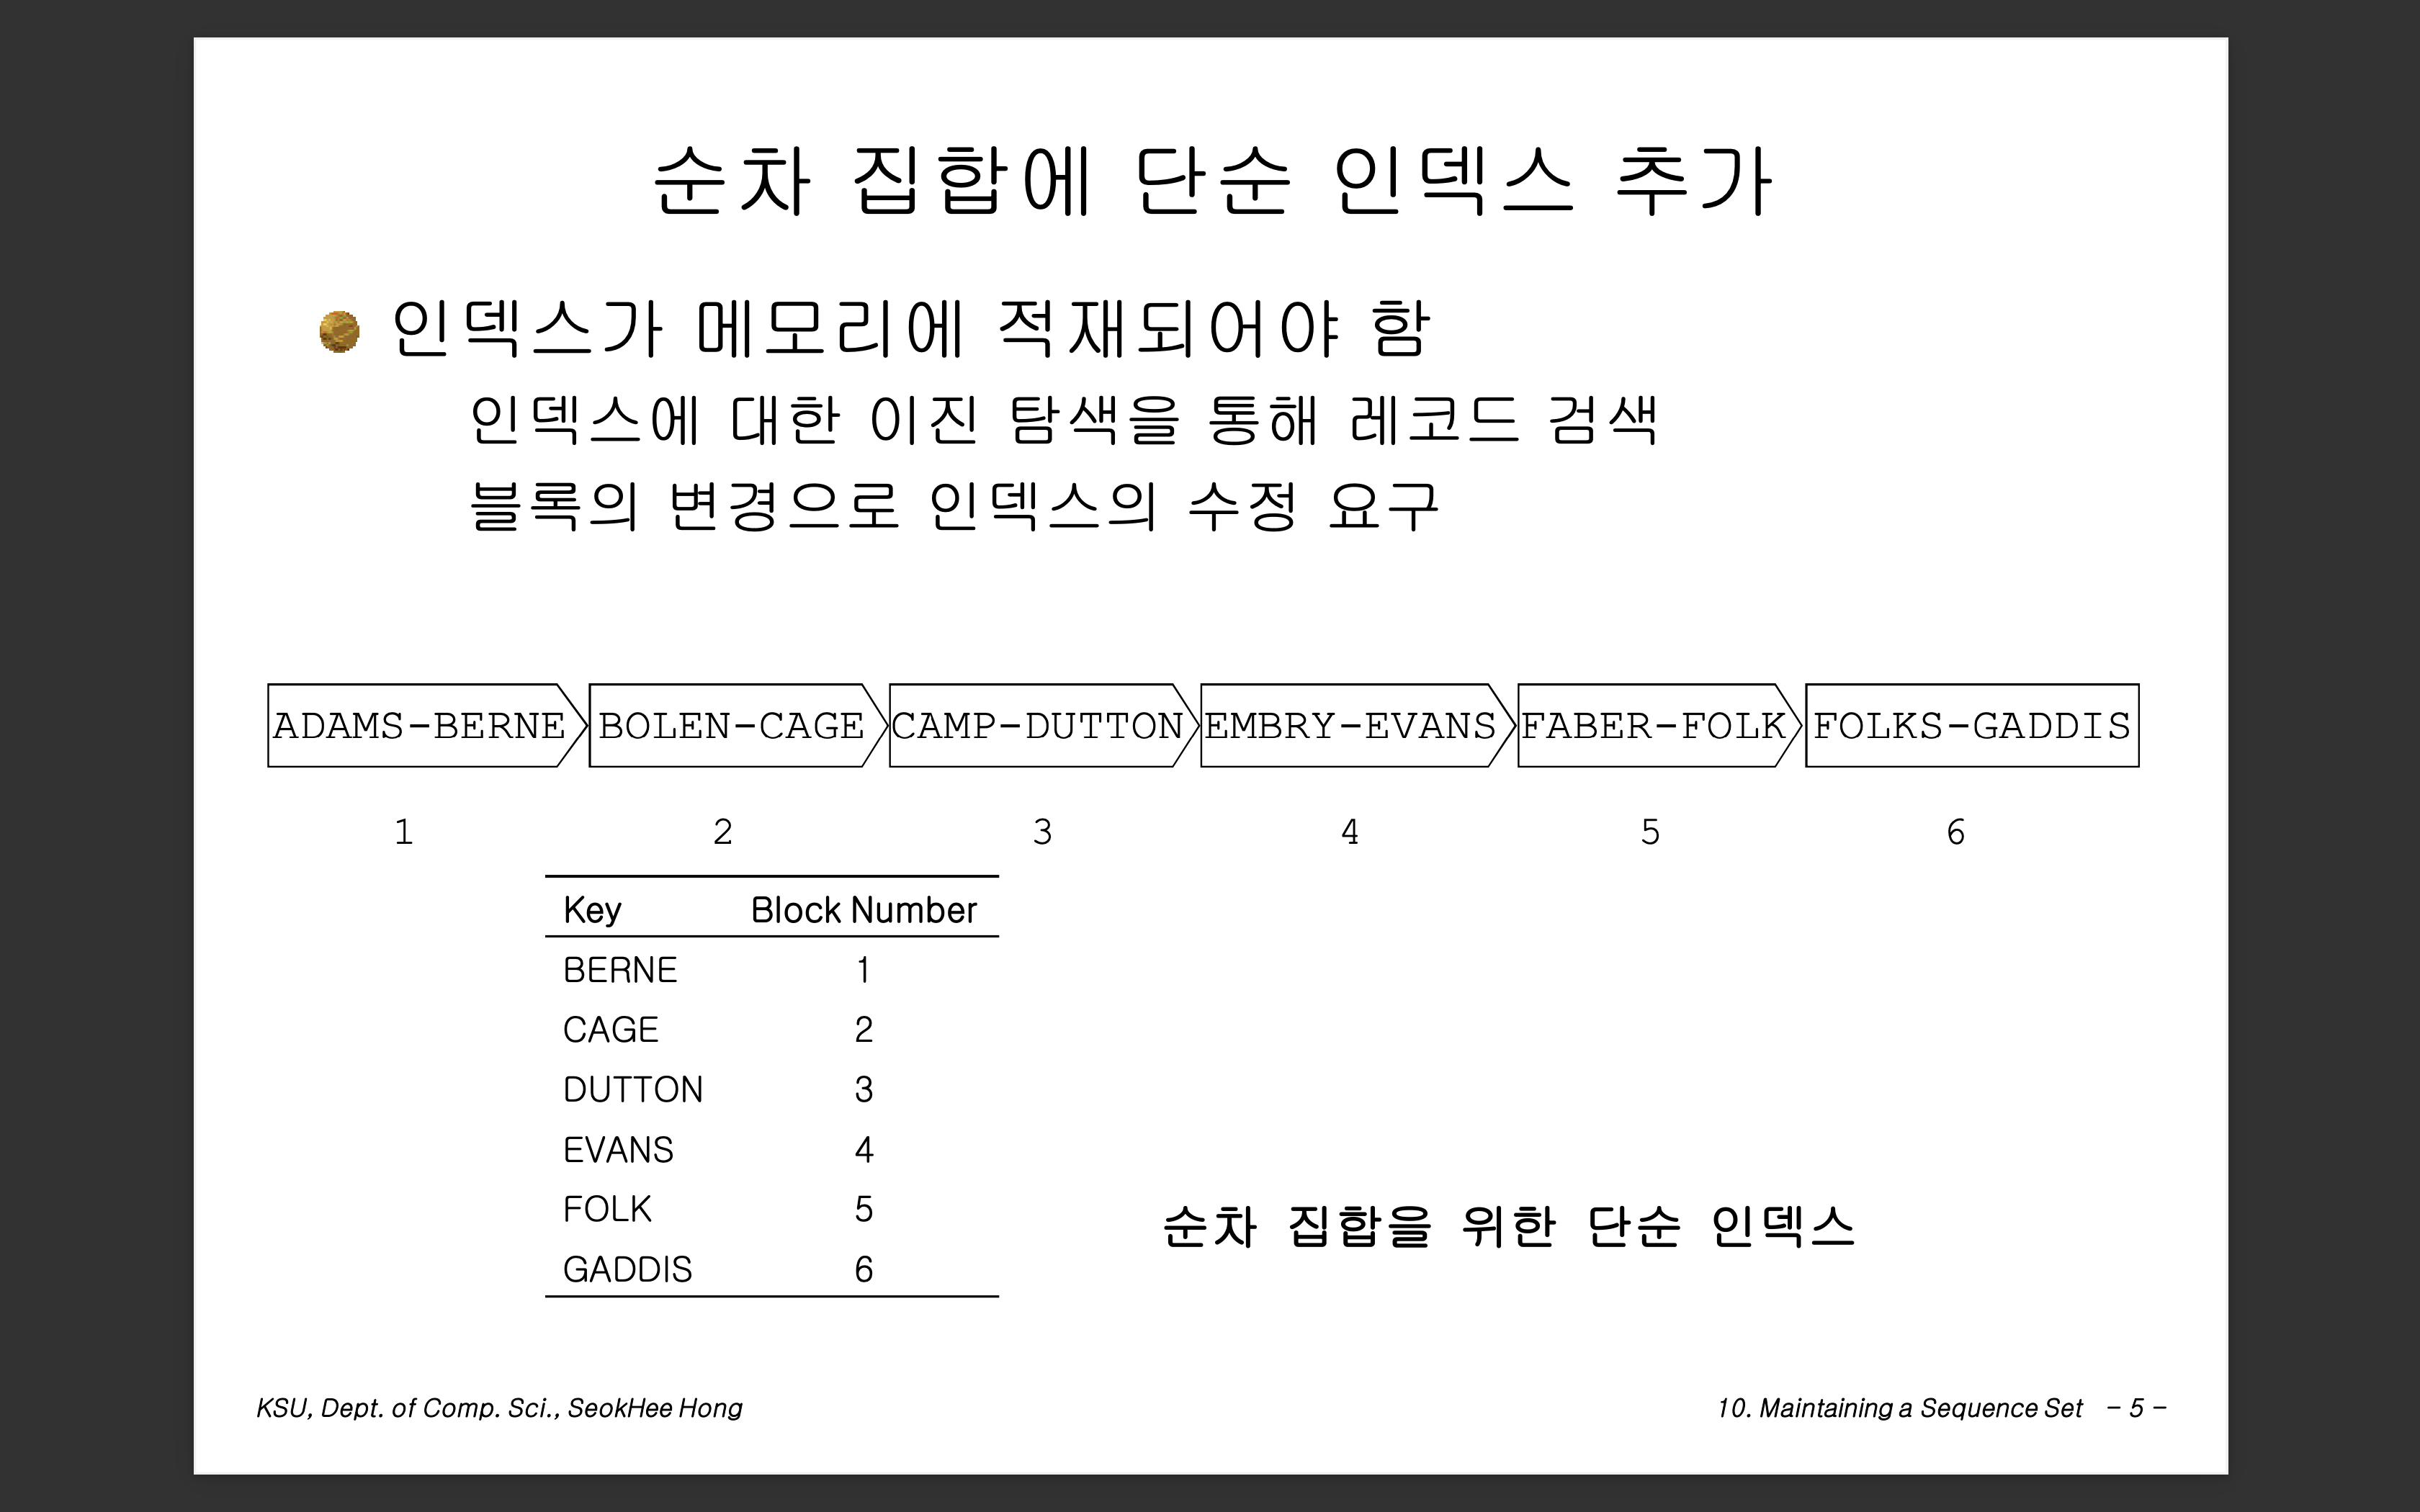 순차 집합에 단순 인덱스 추가
인덱스가 메모리에 적재되어야 함
인덱스에 대한 이진 탐색을 통해 레코드 검색
블록의 변경으로 인덱스의 수정 요구
ADAMS-BERNE BOLEN-CAGE CAMP-DUTTON EMBRY-EVANS FABER-FOLK FOLKS-GADDIS
1 2 3 4 5 6
Key Block Number
BERNE 1
CAGE 2
DUTTON 3
EVANS 4
FOLK 5
GADDIS 6
순차 집합을 위한 단순 인덱스
KSU, Dept. of Comp. Sci., SeokHee Hong
10. Maintaining a Sequence Set - 5 -